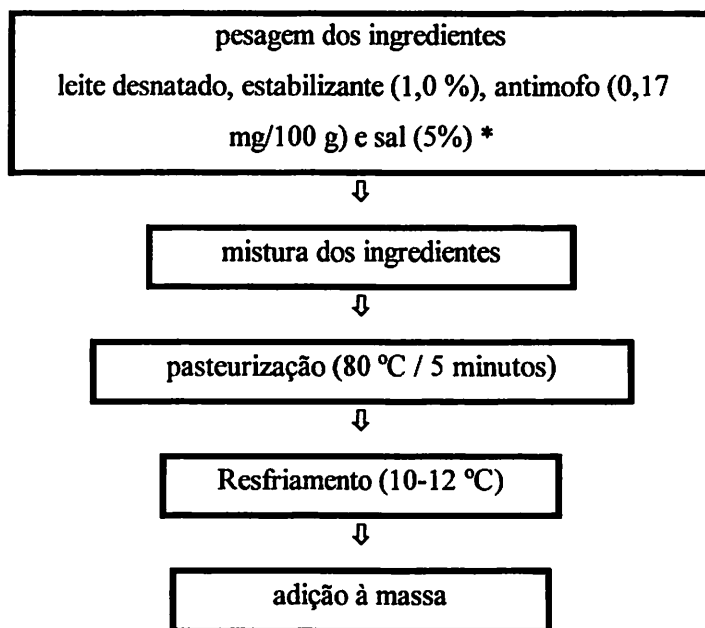 pesagem dos ingredientes
leite desnatado, estabilizante (1,0 %), antimofo (0,17
mg/100 g) e sal (5%) *
⇩
mistura dos ingredientes
⇩
pasteurização (80 ºC / 5 minutos)
⇩
Resfriamento (10-12 ºC)
⇩
adição à massa